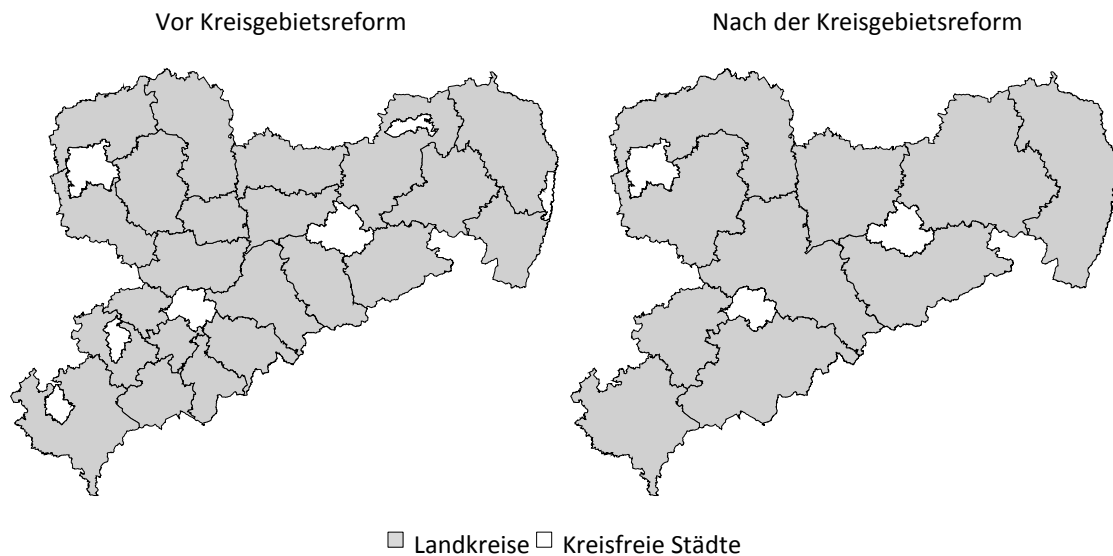 Vor Kreisgebietsreform
Nach der Kreisgebietsreform
Landkreise Kreisfreie Städte